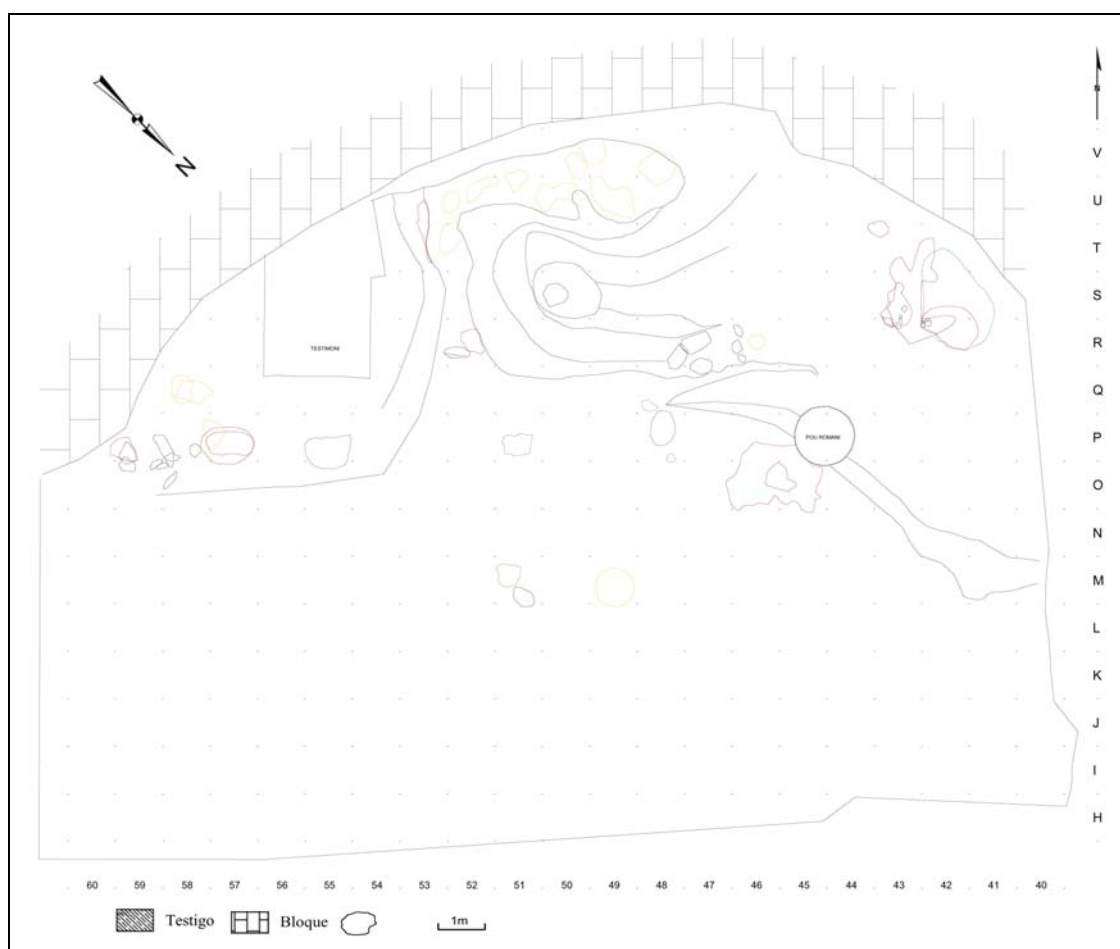 N
N
V
U
T
S
R
Q
P
O
N
M
L
K
J
I
H
TESTIMONI
POU ROMANI
60 59 58 57 56 55 54 53 52 51 50 49 48 47 46 45 44 43 42 41 40
Testigo Bloque 1m